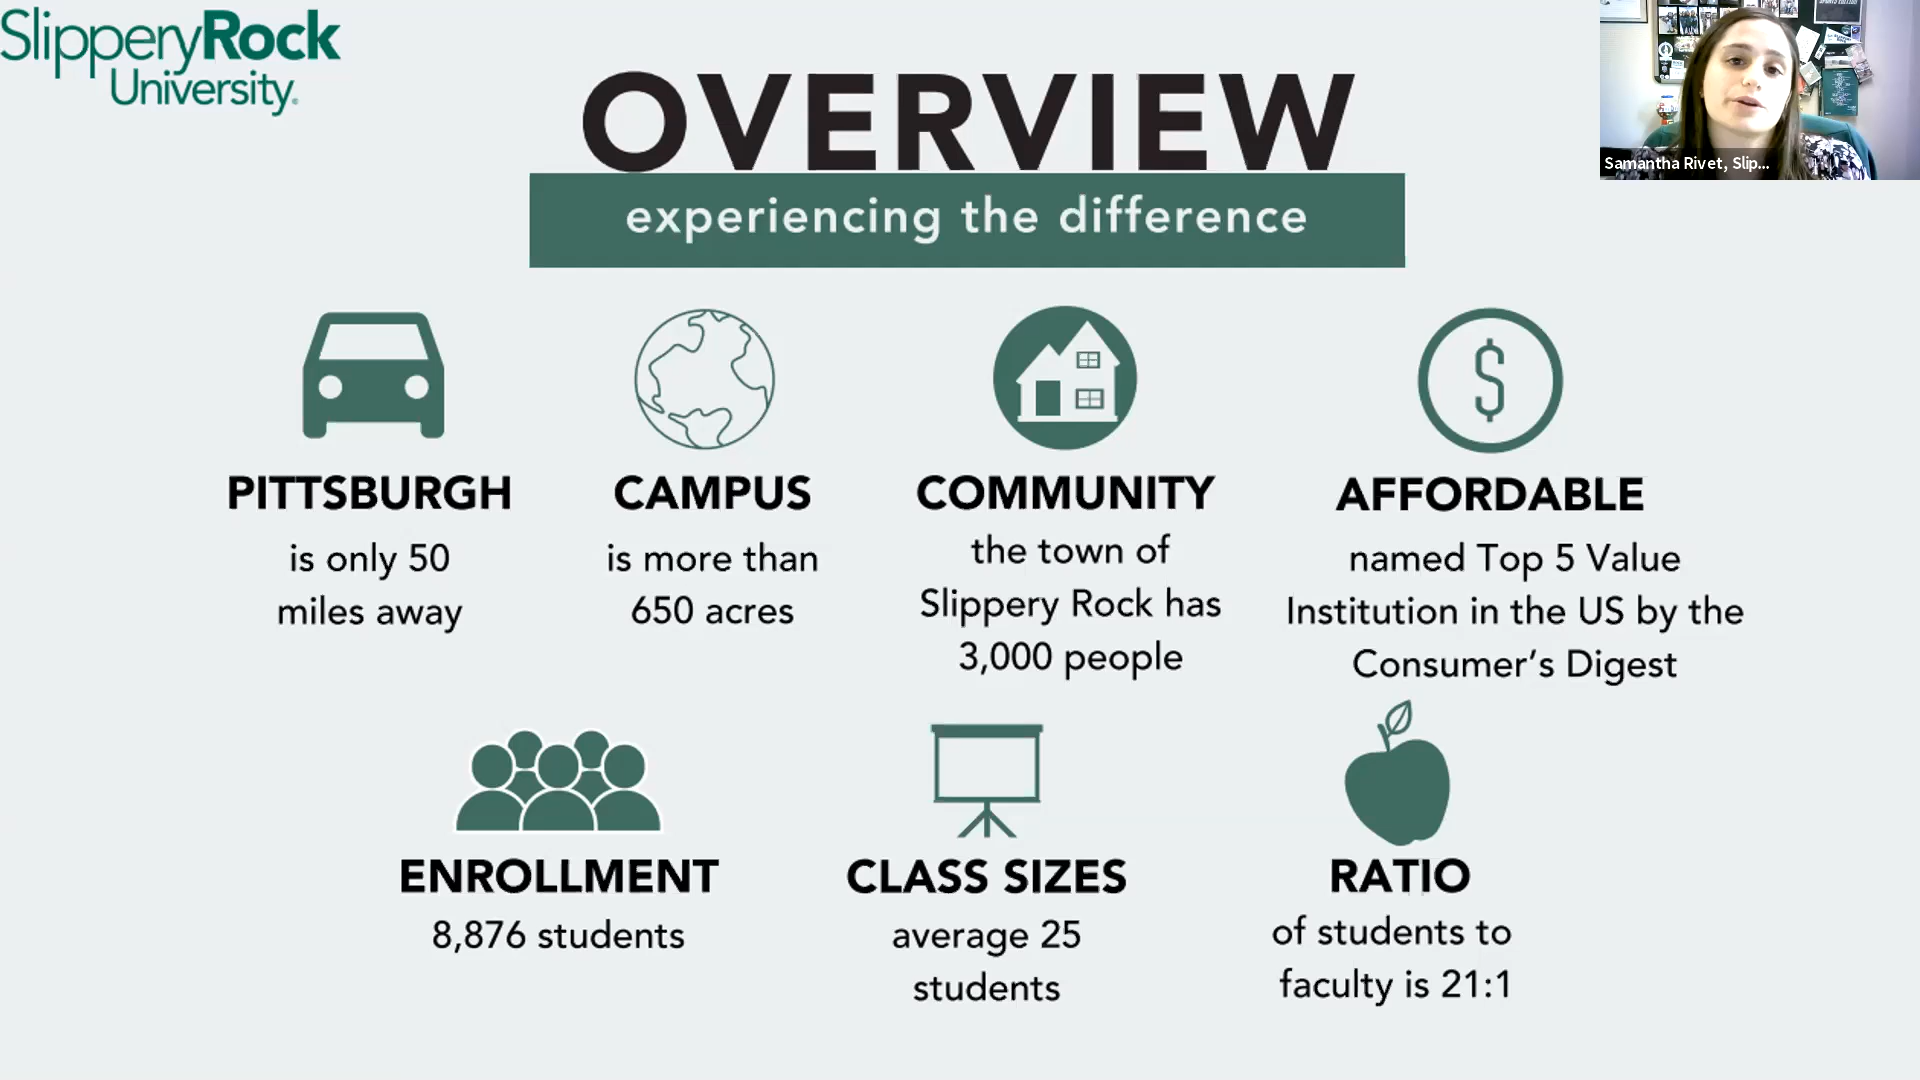 SlipperyRock
University
OVERVIEW
experiencing the difference
Samantha Rivet, Slip...
PITTSBURGH
is only 50
miles away
CAMPUS
is more than
650 acres
COMMUNITY
the town of
Slippery Rock has
3,000 people
AFFORDABLE
named Top 5 Value
Institution in the US by the
Consumer’s Digest
ENROLLMENT
8,876 students
CLASS SIZES
average 25
students
RATIO
of students to
faculty is 21:1